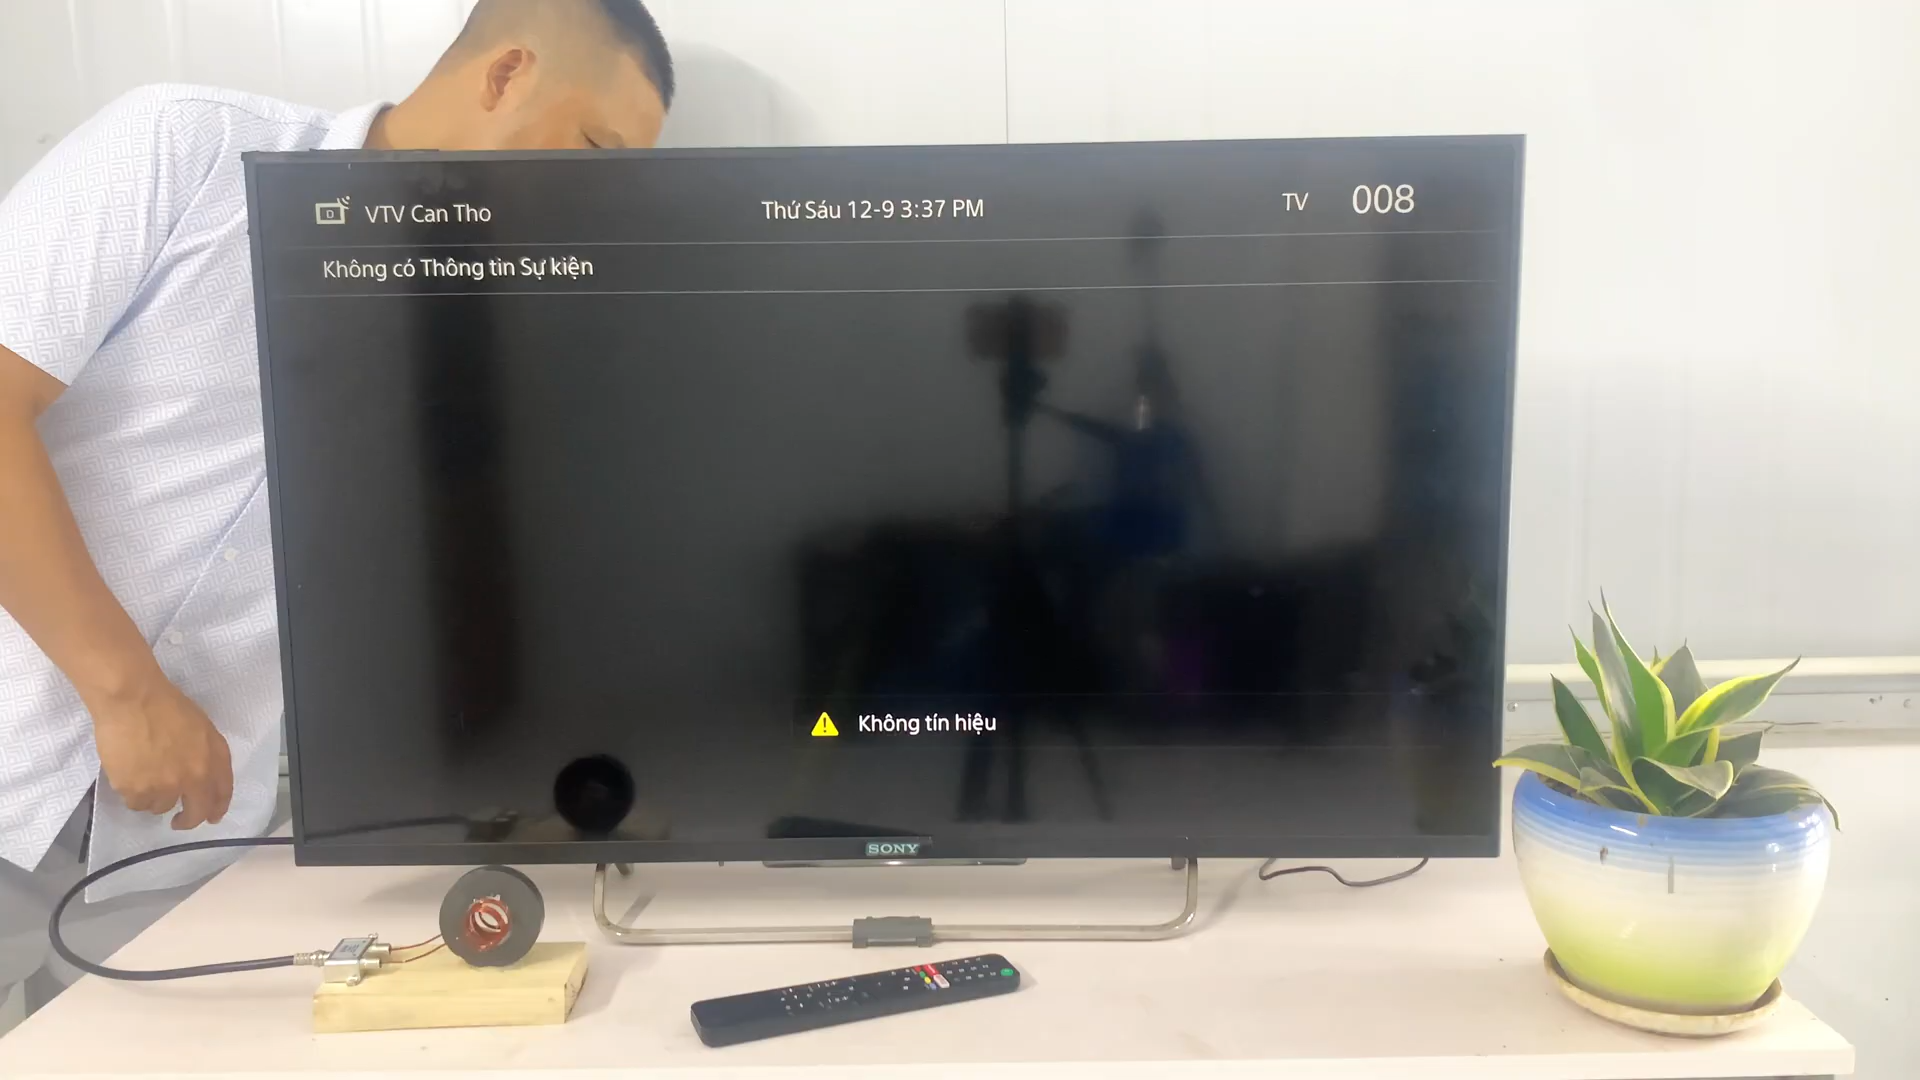 VTV Can Tho
Thứ Sáu 12-9 3:37 PM
TV 008
Không có Thông tin Sự kiện
Không tín hiệu
SONY